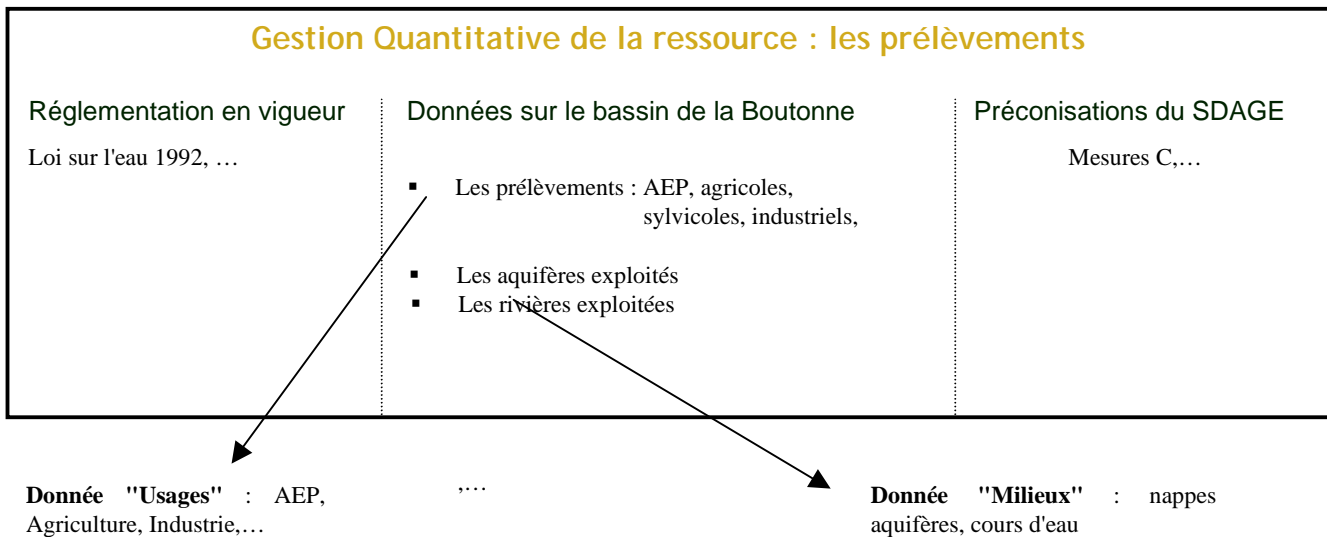 Gestion Quantitative de la ressource : les prélèvements
Réglementation en vigueur
Loi sur l'eau 1992, …
Données sur le bassin de la Boutonne
▪ Les prélèvements : AEP, agricoles,
sylvicoles, industriels,
▪ Les aquifères exploités
▪ Les rivières exploitées
Préconisations du SDAGE
Mesures C,…
Donnée "Usages" : AEP,
Agriculture, Industrie,…
,…
Donnée "Milieux" : nappes
aquifères, cours d'eau